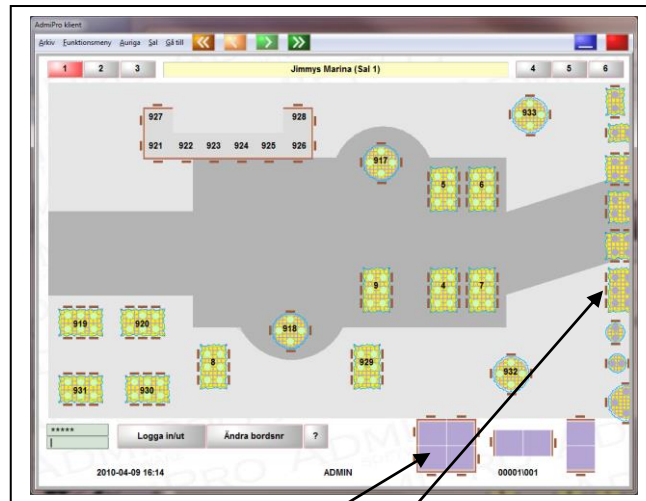 AdmiPro klient
Arkiv Funktionsmeny Auriga Sal Gå till
1 2 3 Jimmys Marina (Sal 1) 4 5 6
927 928
921 922 923 924 925 926
933
917
5 6
9 4 7
919 920
918
8 929
931 930
932
*****
Logga in/ut Ändra bordsnr ?
2010-04-09 16:14 ADMIN 00001\001